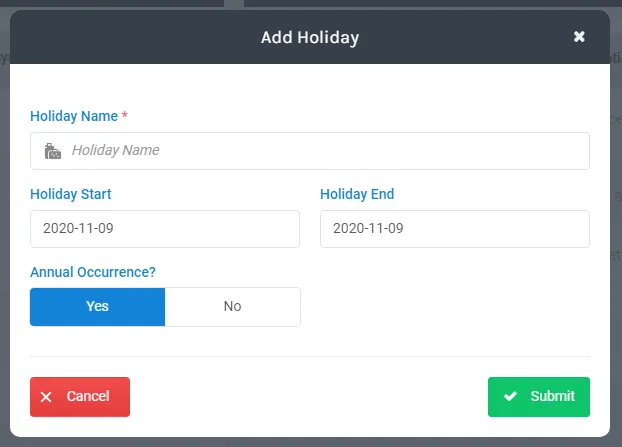 Add Holiday
Holiday Name *
Holiday Name
Holiday Start Holiday End
2020-11-09 2020-11-09
Annual Occurrence?
Yes No
Cancel Submit